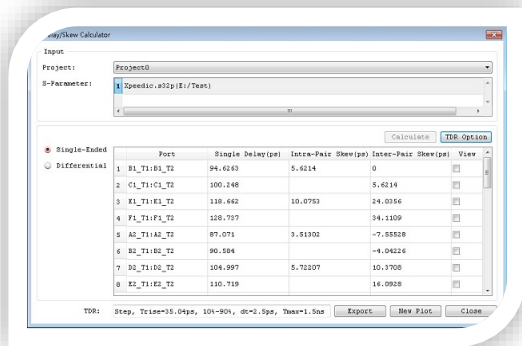 Delay/Skew Calculator
Input
Project: Project0
S-Parameter: 1 Xpeedic.s32p(E:/Test)
Calculate TDR Option
Single-Ended
Differential
Port Single Delay(ps) Intra-Pair Skew(ps) Inter-Pair Skew(ps) View
1 B1_T1:B1_T2 94.6263 5.6214 0
2 C1_T1:C1_T2 100.248 5.6214
3 E1_T1:E1_T2 118.662 10.0753 24.0356
4 F1_T1:F1_T2 128.737 34.1109
5 A2_T1:A2_T2 87.071 3.51302 -7.55528
6 B2_T1:B2_T2 90.584 -4.04226
7 D2_T1:D2_T2 104.997 5.72207 10.3708
8 E2_T1:E2_T2 110.719 16.0928
TDR: Step, Trise=35.04ps, 10%-90%, dt=2.5ps, Tmax=1.5ns Export New Plot Close